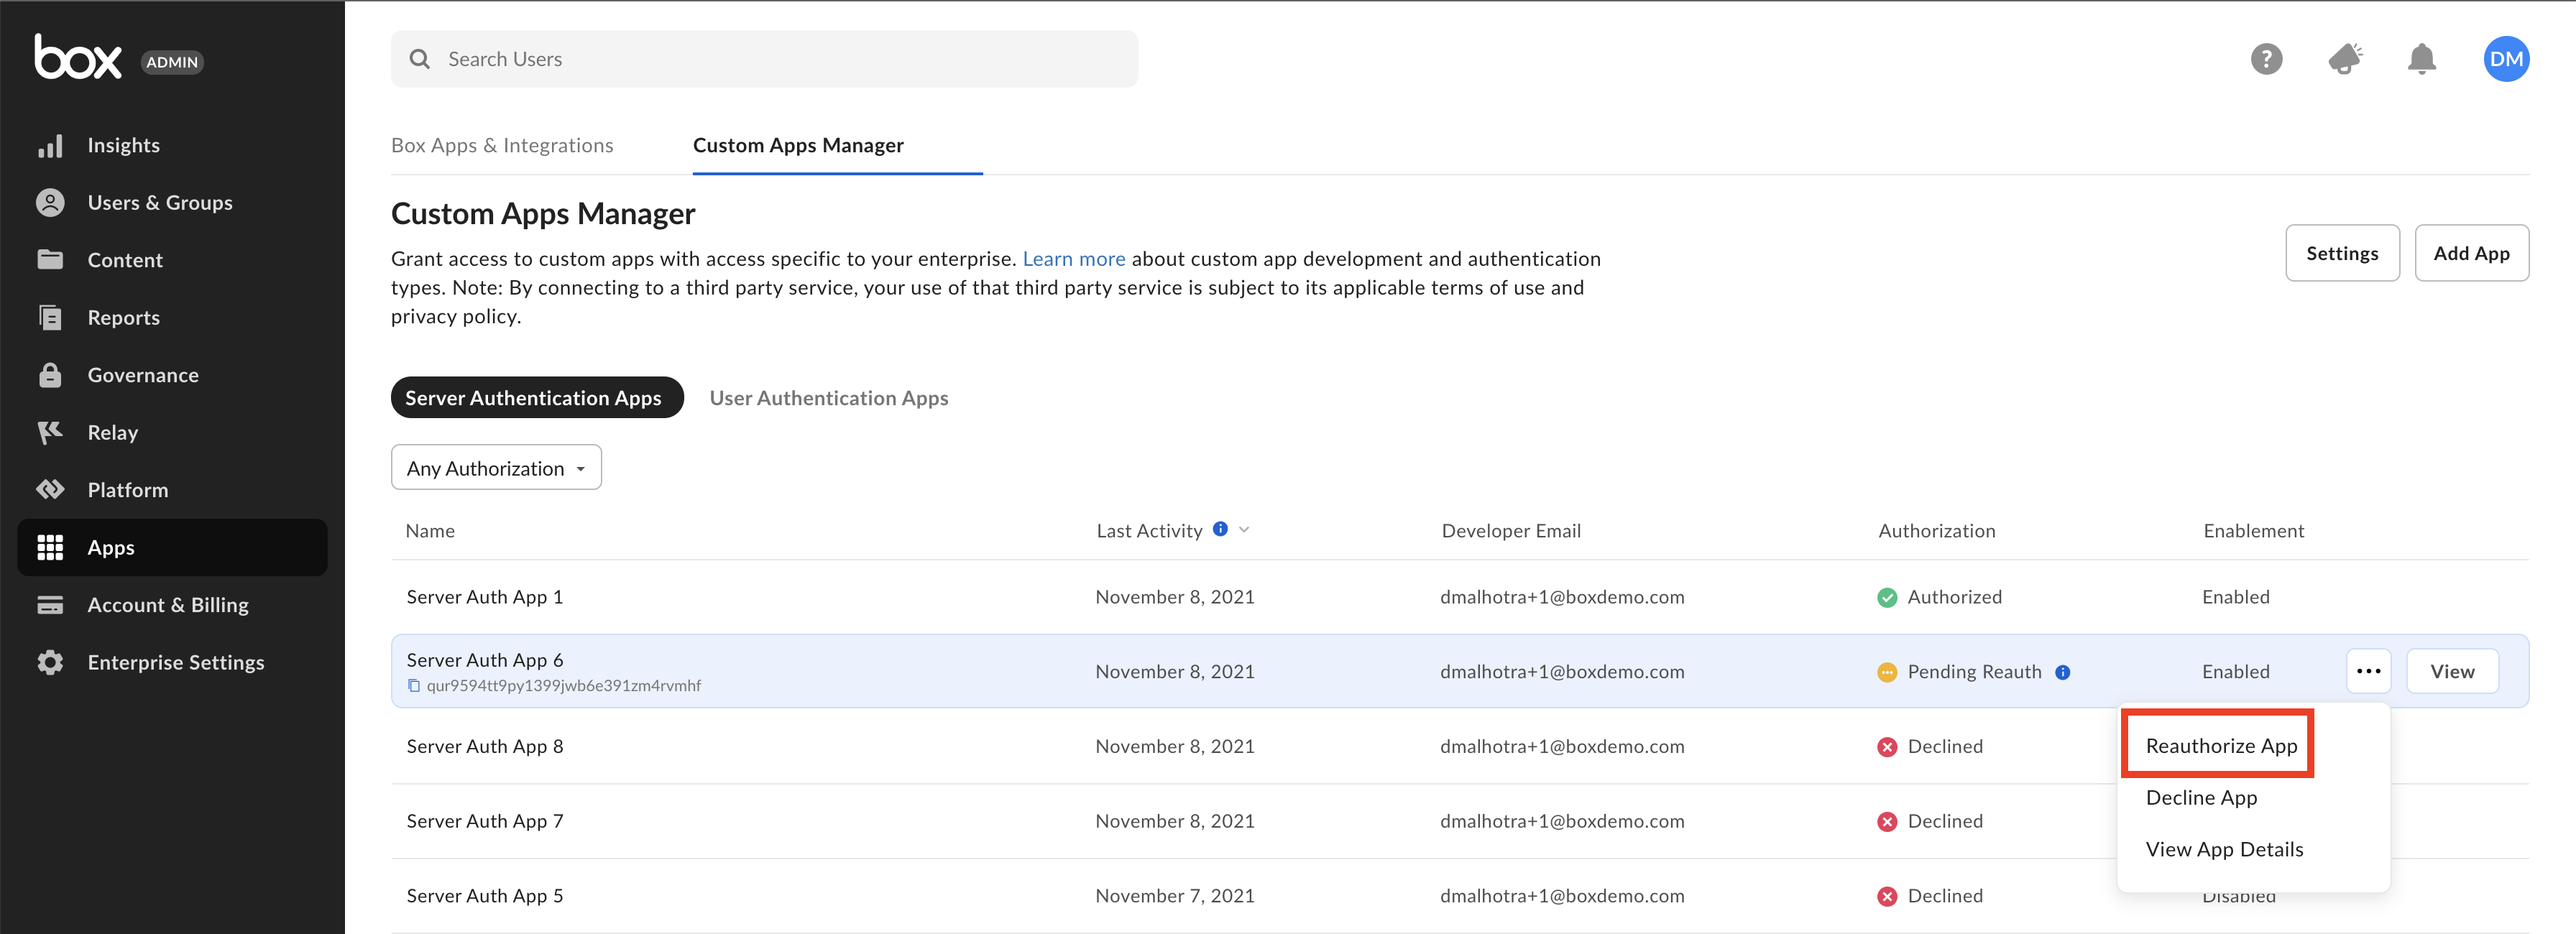 box ADMIN
Search Users
?
DM
Insights
Users & Groups
Content
Reports
Governance
Relay
Platform
Apps
Account & Billing
Enterprise Settings
Box Apps & Integrations
Custom Apps Manager
Custom Apps Manager
Grant access to custom apps with access specific to your enterprise. Learn more about custom app development and authentication
types. Note: By connecting to a third party service, your use of that third party service is subject to its applicable terms of use and
privacy policy.
Settings
Add App
Server Authentication Apps
User Authentication Apps
Any Authorization
Name Last Activity Developer Email Authorization Enablement
Server Auth App 1 November 8, 2021 dmalhotra+1@boxdemo.com Authorized Enabled
Server Auth App 6 November 8, 2021 dmalhotra+1@boxdemo.com Pending Reauth Enabled ••• View
qur9594tt9py1399jwb6e391zm4rvmhf
Server Auth App 8 November 8, 2021 dmalhotra+1@boxdemo.com Declined
Server Auth App 7 November 8, 2021 dmalhotra+1@boxdemo.com Declined
Server Auth App 5 November 7, 2021 dmalhotra+1@boxdemo.com Declined Disabled
Reauthorize App
Decline App
View App Details